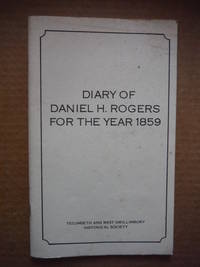 DIARY OF
DANIEL H. ROGERS
FOR THE YEAR 1859
TECUMSETH AND WEST GWILLIMBURY
HISTORICAL SOCIETY